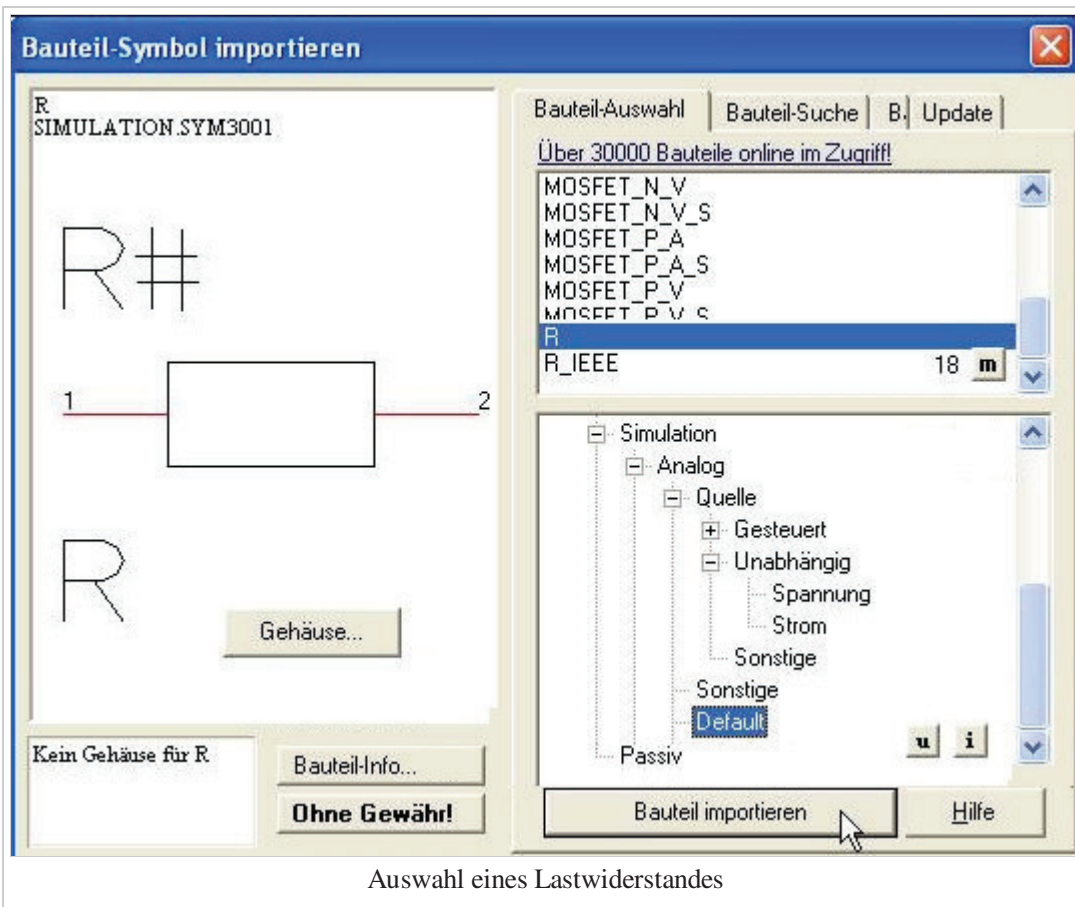 Bauteil-Symbol importieren
R
SIMULATION.SYM3001
R#
1
2
R
Gehäuse...
Kein Gehäuse für R
Bauteil-Info...
Ohne Gewähr!
Bauteil-Auswahl
Bauteil-Suche
B.
Update
Über 30000 Bauteile online im Zugriff!
MOSFET_N_V
MOSFET_N_V_S
MOSFET_P_A
MOSFET_P_A_S
MOSFET_P_V
MOSFET_P_V_S
R
R_IEEE
18 m
Simulation
Analog
Quelle
Gesteuert
Unabhängig
Spannung
Strom
Sonstige
Sonstige
Default
u i
Passiv
Bauteil importieren
Hilfe
Auswahl eines Lastwiderstandes